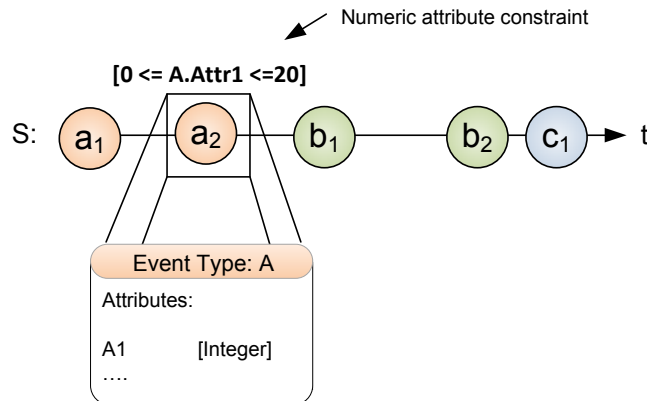 Numeric attribute constraint
[0 <= A.Attr1 <=20]
S: a₁ a₂ b₁ b₂ c₁ t
Event Type: A
Attributes:
A1 [Integer]
....